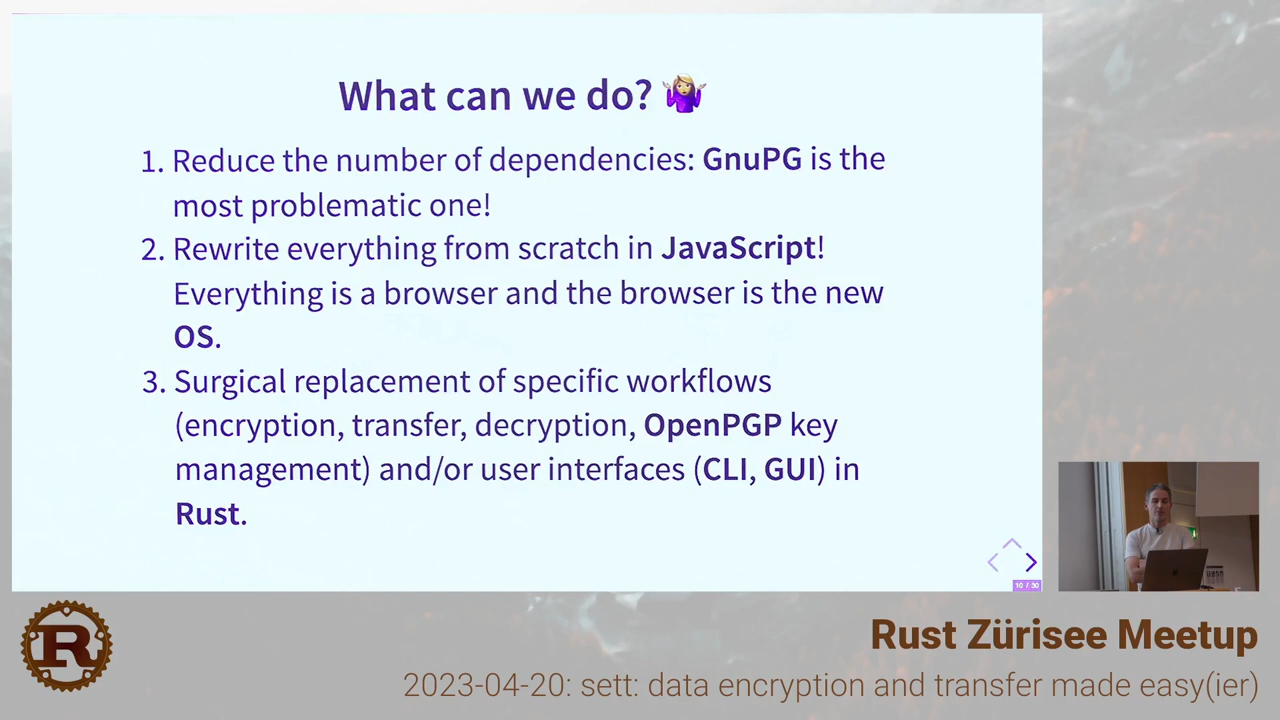 What can we do? 🤷‍♀️
1. Reduce the number of dependencies: GnuPG is the
most problematic one!
2. Rewrite everything from scratch in JavaScript!
Everything is a browser and the browser is the new
OS.
3. Surgical replacement of specific workflows
(encryption, transfer, decryption, OpenPGP key
management) and/or user interfaces (CLI, GUI) in
Rust.
10 / 30
R
Rust Zürisee Meetup
2023-04-20: sett: data encryption and transfer made easy(ier)